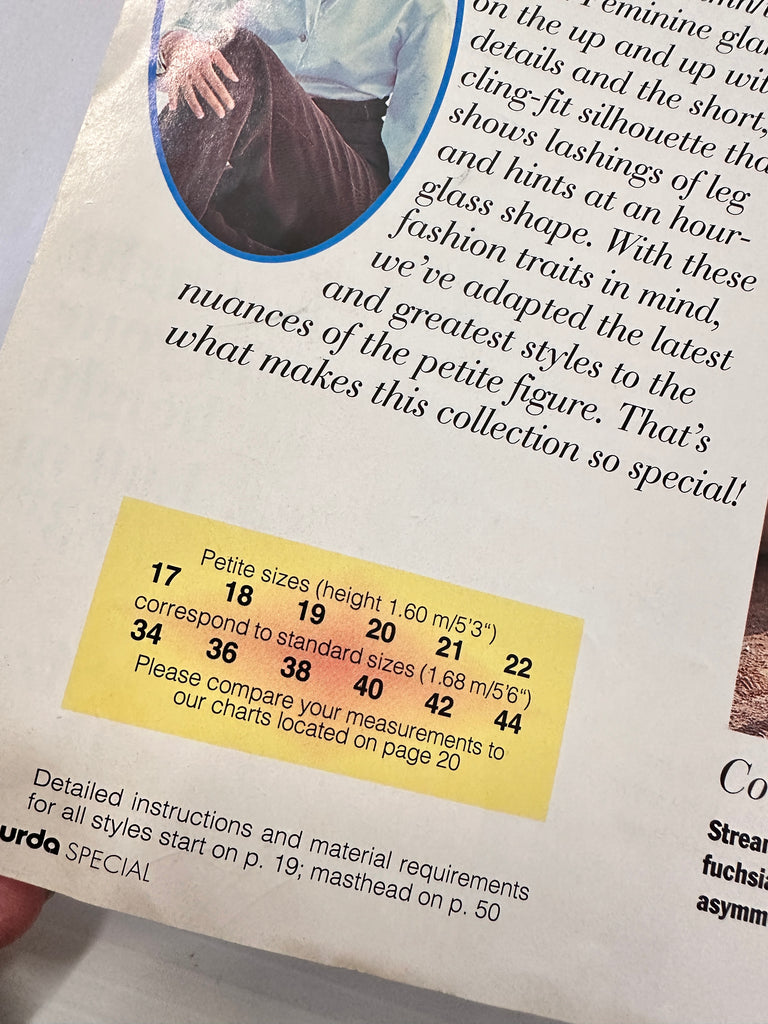 Feminine
on the up and up
details and the short,
cling-fit silhouette
shows lashings of leg
and hints at an hour-
glass shape. With these
fashion traits in mind,
we've adapted the latest
and greatest styles to the
nuances of the petite figure. That's
what makes this collection so special!
Petite sizes (height 1.60 m/5'3“)
17 18 19 20 21 22
correspond to standard sizes (1.68 m/5'6“)
34 36 38 40 42 44
Please compare your measurements to
our charts located on page 20
Detailed instructions and material requirements
for all styles start on p. 19; masthead on p. 50
urda SPECIAL
Co
Strea
fuchsia
asymm